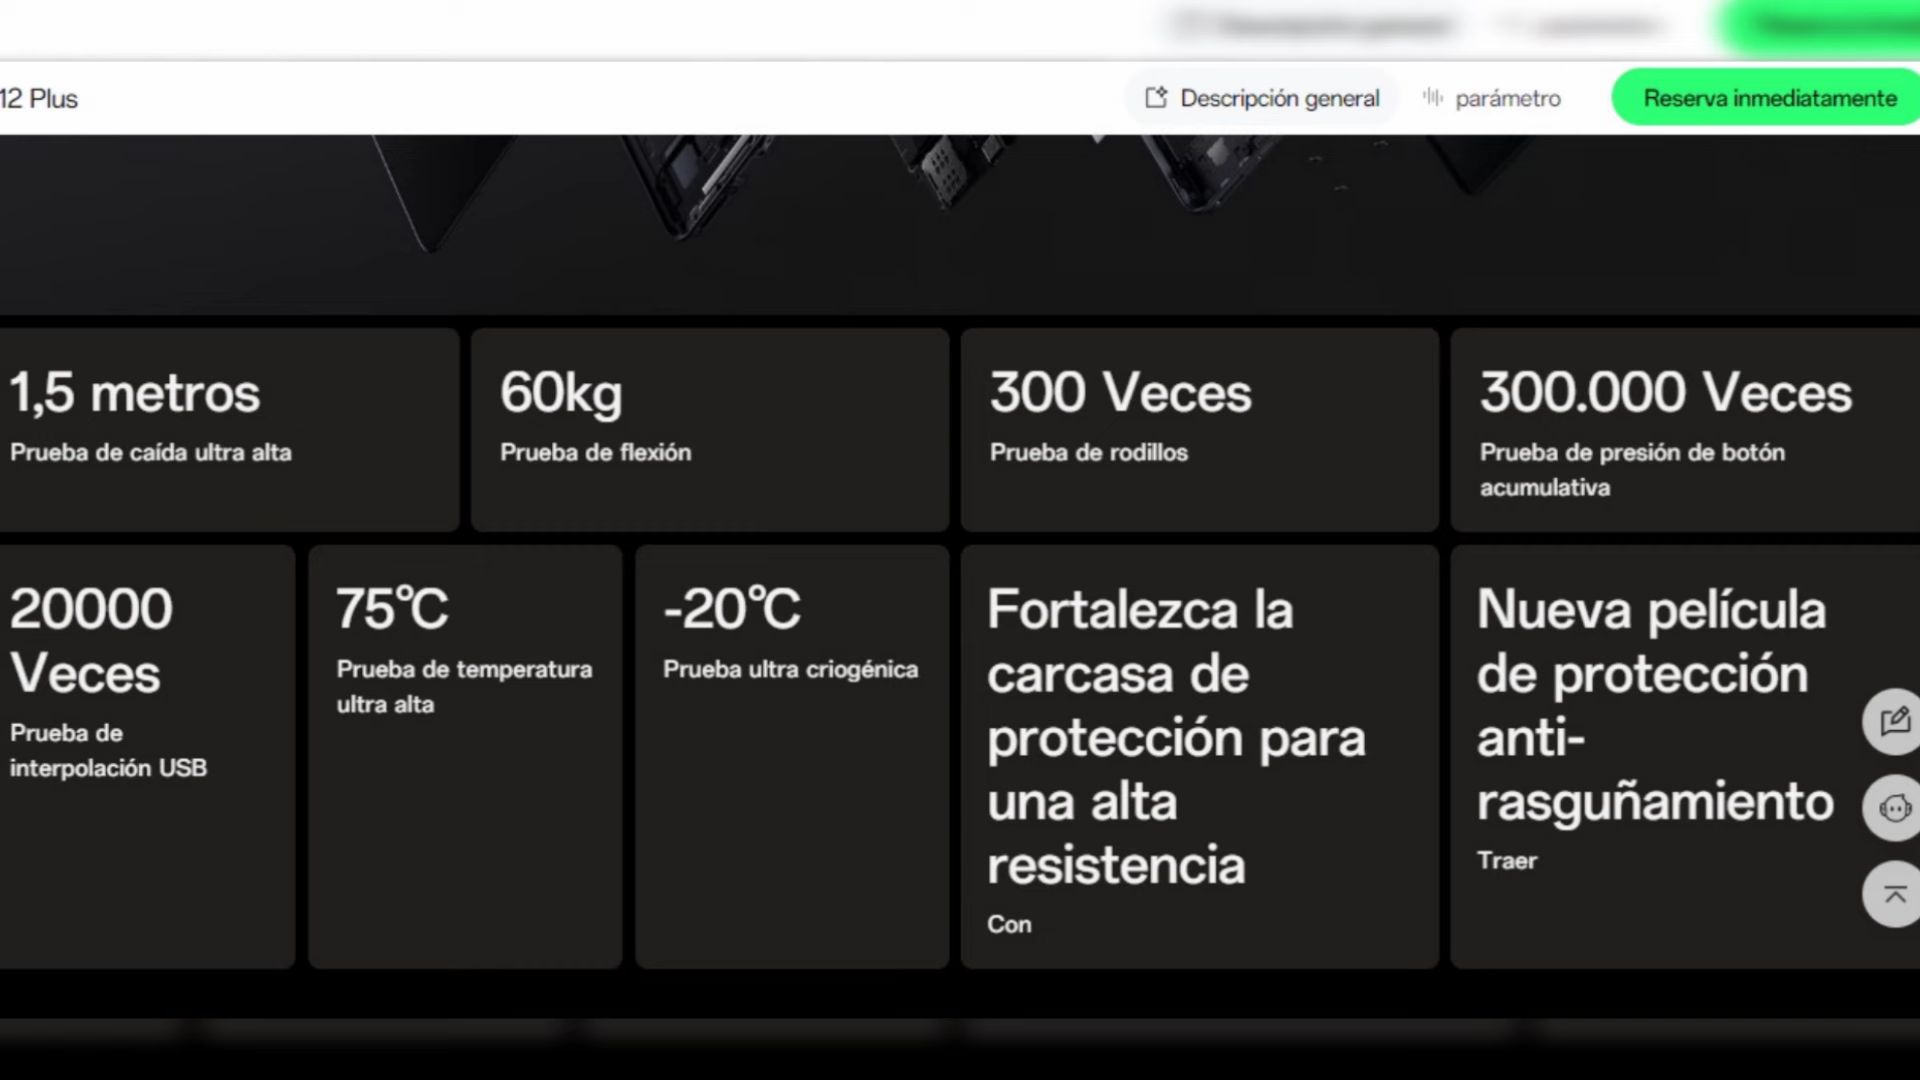 12 Plus
Descripción general
parámetro
Reserva inmediatamente
1,5 metros
Prueba de caída ultra alta
60kg
Prueba de flexión
300 Veces
Prueba de rodillos
300.000 Veces
Prueba de presión de botón
acumulativa
20000
Veces
Prueba de
interpolación USB
75°C
Prueba de temperatura
ultra alta
-20°C
Prueba ultra criogénica
Fortalezca la
carcasa de
protección para
una alta
resistencia
Con
Nueva película
de protección
anti-
rasguñamiento
Traer